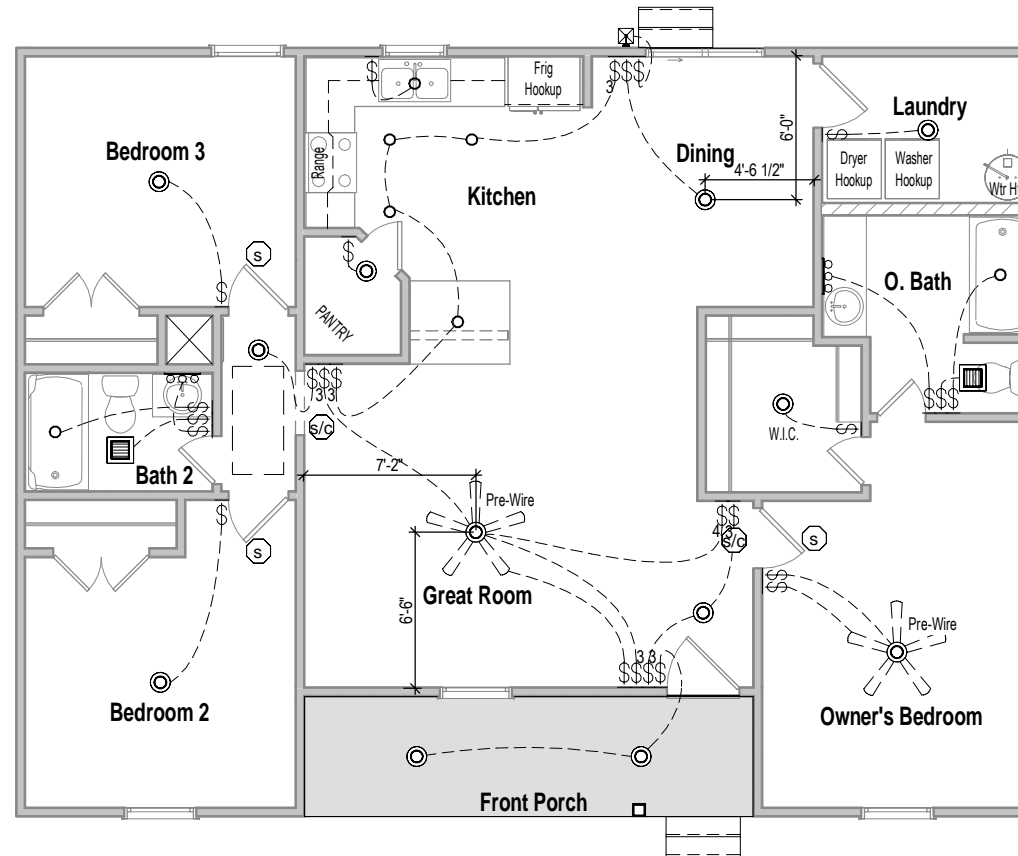 Frig
Hookup
Laundry
Bedroom 3
Range
Kitchen
Dining
6'-0"
4'-6 1/2"
Dryer
Hookup
Washer
Hookup
Wtr H
3
S
O. Bath
PANTRY
3 3
S/C
W.I.C.
7'-2"
Bath 2
Pre-Wire
4
S/C
S
S
Great Room
6'-6"
3 3
Pre-Wire
Bedroom 2
Owner's Bedroom
Front Porch